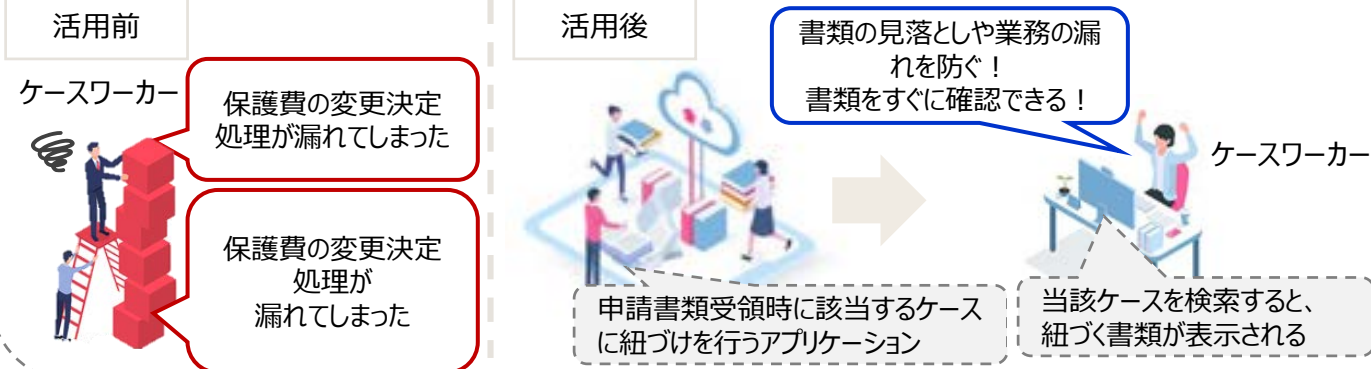 活用前
ケースワーカー
保護費の変更決定
処理が漏れてしまった
保護費の変更決定
処理が
漏れてしまった
活用後
書類の見落としや業務の漏
れを防ぐ！
書類をすぐに確認できる！
ケースワーカー
申請書類受領時に該当するケース
に紐づけを行うアプリケーション
当該ケースを検索すると、
紐づく書類が表示される